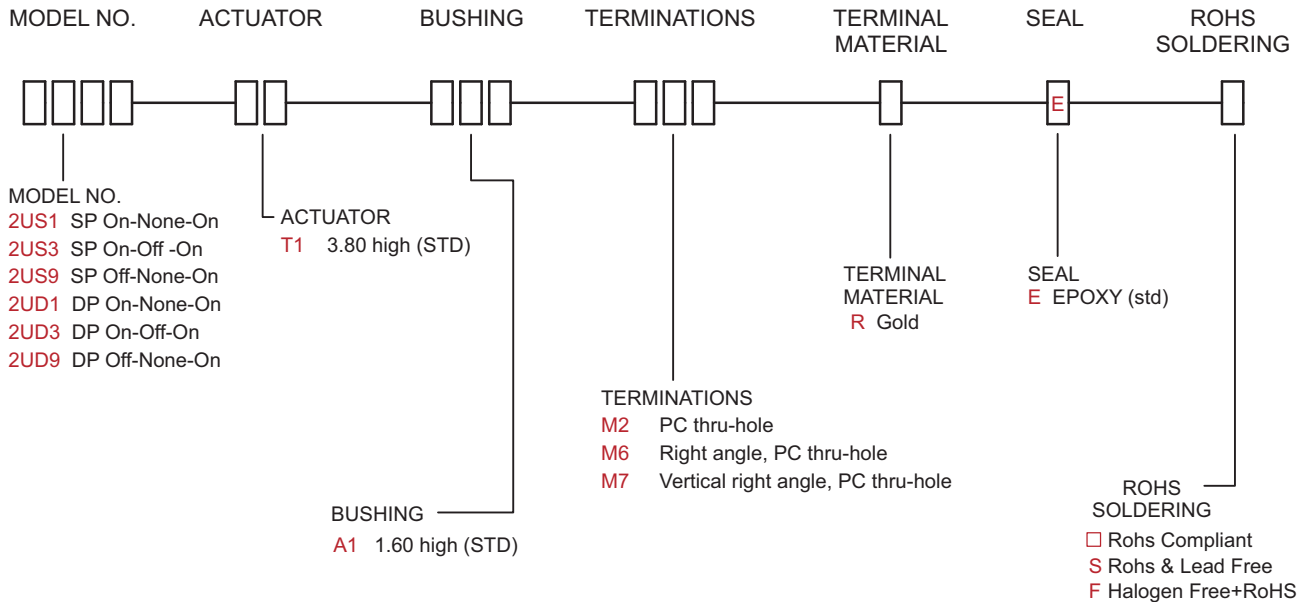 MODEL NO.
ACTUATOR
BUSHING
TERMINATIONS
TERMINAL
MATERIAL
SEAL
ROHS
SOLDERING
E
MODEL NO.
2US1 SP On-None-On
2US3 SP On-Off -On
2US9 SP Off-None-On
2UD1 DP On-None-On
2UD3 DP On-Off-On
2UD9 DP Off-None-On
ACTUATOR
T1 3.80 high (STD)
BUSHING
A1 1.60 high (STD)
TERMINATIONS
M2 PC thru-hole
M6 Right angle, PC thru-hole
M7 Vertical right angle, PC thru-hole
TERMINAL
MATERIAL
R Gold
SEAL
E EPOXY (std)
ROHS
SOLDERING
□ Rohs Compliant
S Rohs & Lead Free
F Halogen Free+RoHS